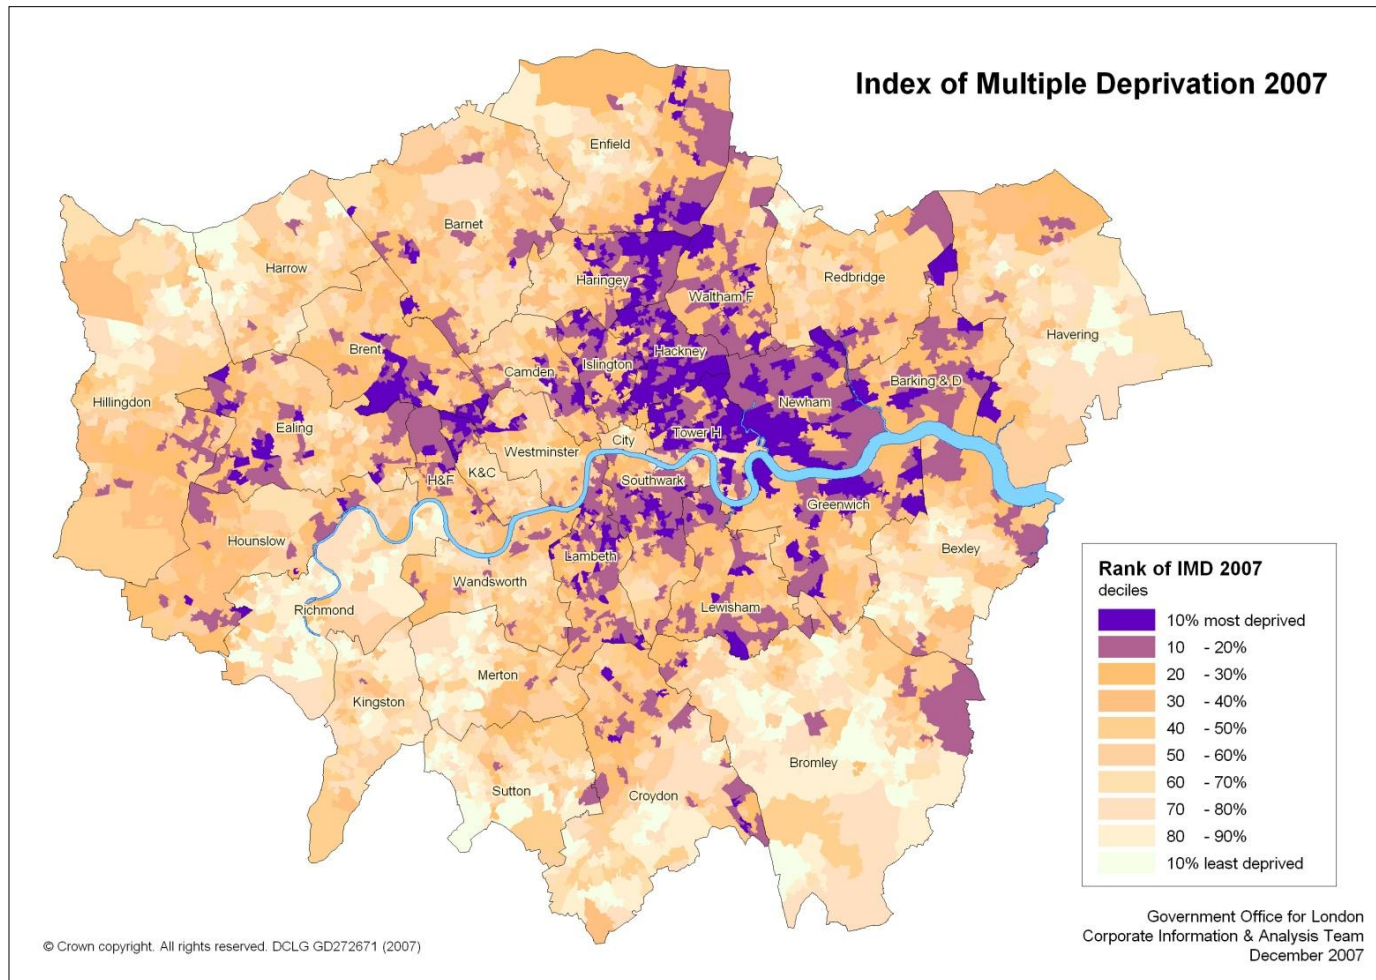 Index of Multiple Deprivation 2007
Enfield
Barnet
Harrow
Haringey
Waltham F
Redbridge
Havering
Brent
Hackney
Islington
Camden
Barking & D
Hillingdon
Newham
Ealing
Tower H
City
Westminster
K&C
H&F
Southwark
Greenwich
Hounslow
Bexley
Lambeth
Wandsworth
Lewisham
Richmond
Merton
Kingston
Bromley
Sutton
Croydon
Rank of IMD 2007
deciles
10% most deprived
10 - 20%
20 - 30%
30 - 40%
40 - 50%
50 - 60%
60 - 70%
70 - 80%
80 - 90%
10% least deprived
Government Office for London
Corporate Information & Analysis Team
December 2007
© Crown copyright. All rights reserved. DCLG GD272671 (2007)